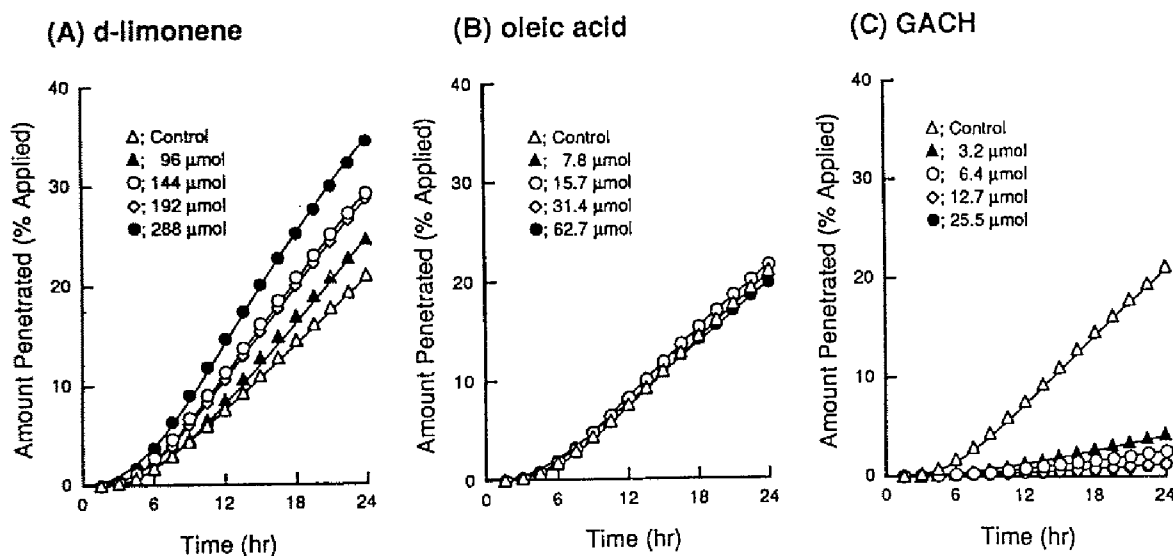 (A) d-limonene
Amount Penetrated (% Applied)
40
30
20
10
0
△; Control
▲; 96 μmol
○; 144 μmol
◇; 192 μmol
●; 288 μmol
0 6 12 18 24
Time (hr)
(B) oleic acid
Amount Penetrated (% Applied)
40
30
20
10
0
△; Control
▲; 7.8 μmol
○; 15.7 μmol
◇; 31.4 μmol
●; 62.7 μmol
0 6 12 18 24
Time (hr)
(C) GACH
Amount Penetrated (% Applied)
40
30
20
10
0
△; Control
▲; 3.2 μmol
○; 6.4 μmol
◇; 12.7 μmol
●; 25.5 μmol
0 6 12 18 24
Time (hr)